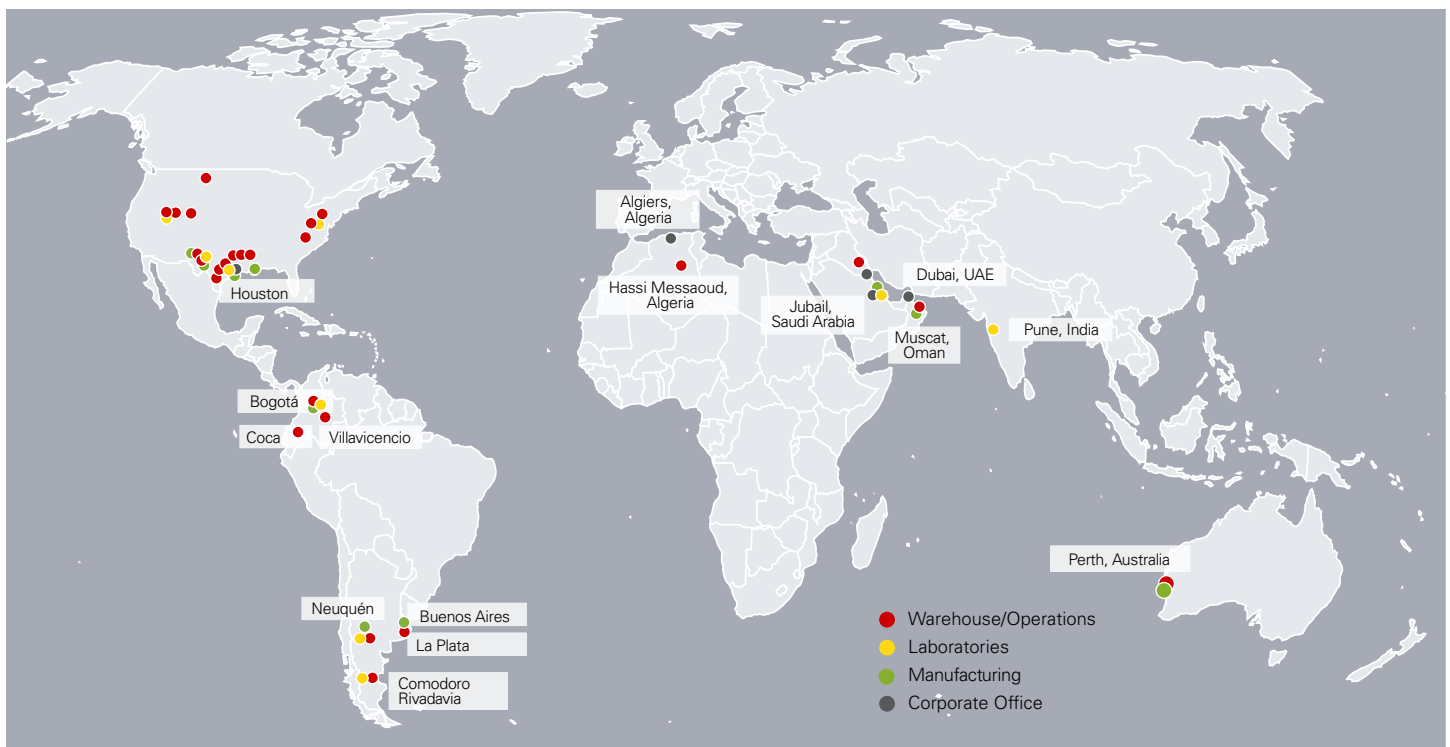 Algiers,
Algeria
Hassi Messaoud,
Algeria
Dubai, UAE
Jubail,
Saudi Arabia
Muscat,
Oman
Pune, India
Houston
Bogotá
Coca
Villavicencio
Perth, Australia
Neuquén
Buenos Aires
La Plata
Comodoro
Rivadavia
Warehouse/Operations
Laboratories
Manufacturing
Corporate Office